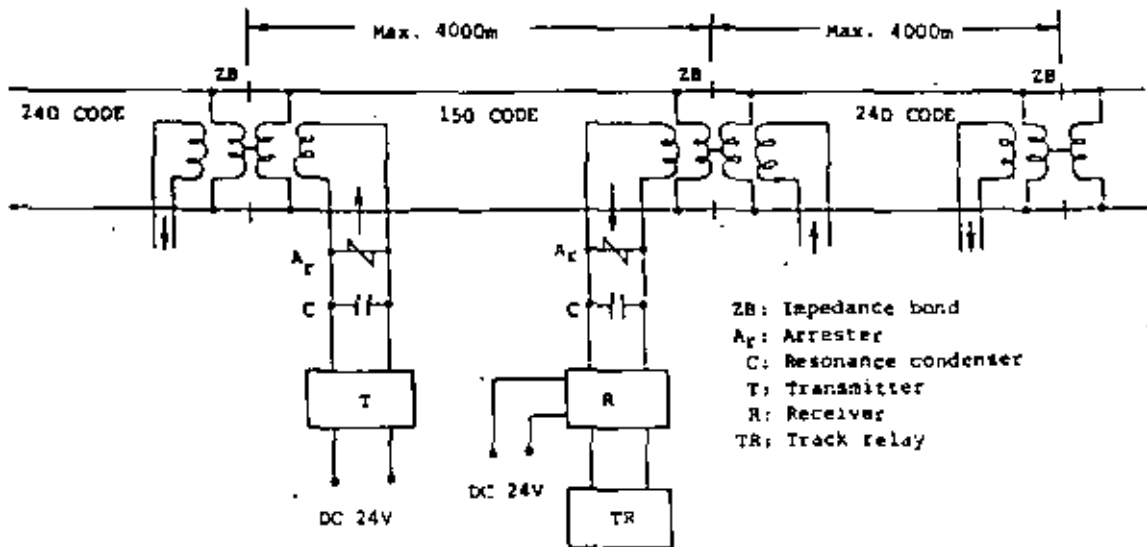 Max. 4000m Max. 4000m
ZB ZB ZB
240 CODE 150 CODE 240 CODE
Ar Ar
C C
ZB: Impedance bond
Ar: Arrester
C: Resonance condenser
T: Transmitter
R: Receiver
TR: Track relay
T R
DC 24V DC 24V
TR